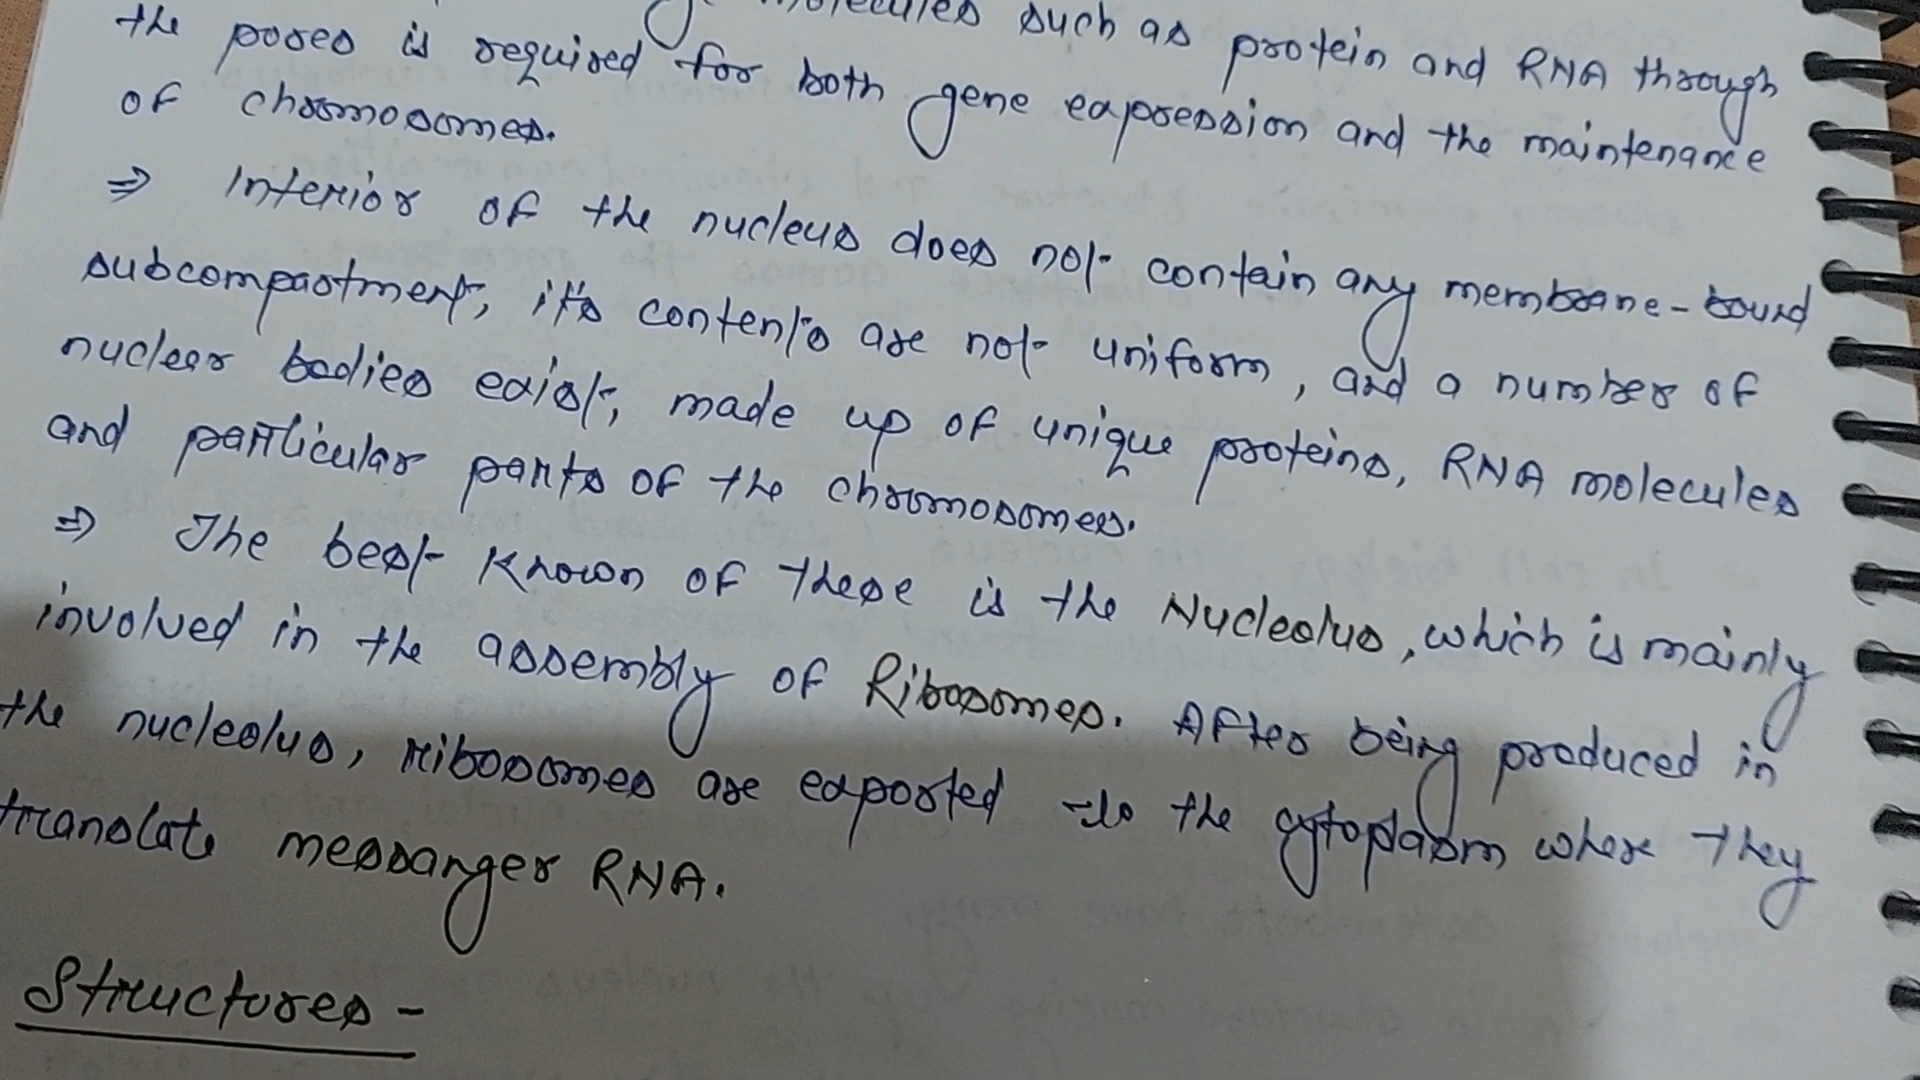 molecules such as protein and RNA through
the pores is required for both gene expression and the maintenance
of chromosomes.
⇒ Interior of the nucleus does not contain any membrane-bound
subcompartment, it's contents are not uniform, and a number of
nuclear bodies exist, made up of unique proteins, RNA molecules
and particular parts of the chromosomes.
⇒ The best known of these is the Nucleolus, which is mainly
involved in the assembly of Ribosomes. After being produced in
the nucleolus, ribosomes are exported to the cytoplasm where they
translate messanger RNA.
Structures -